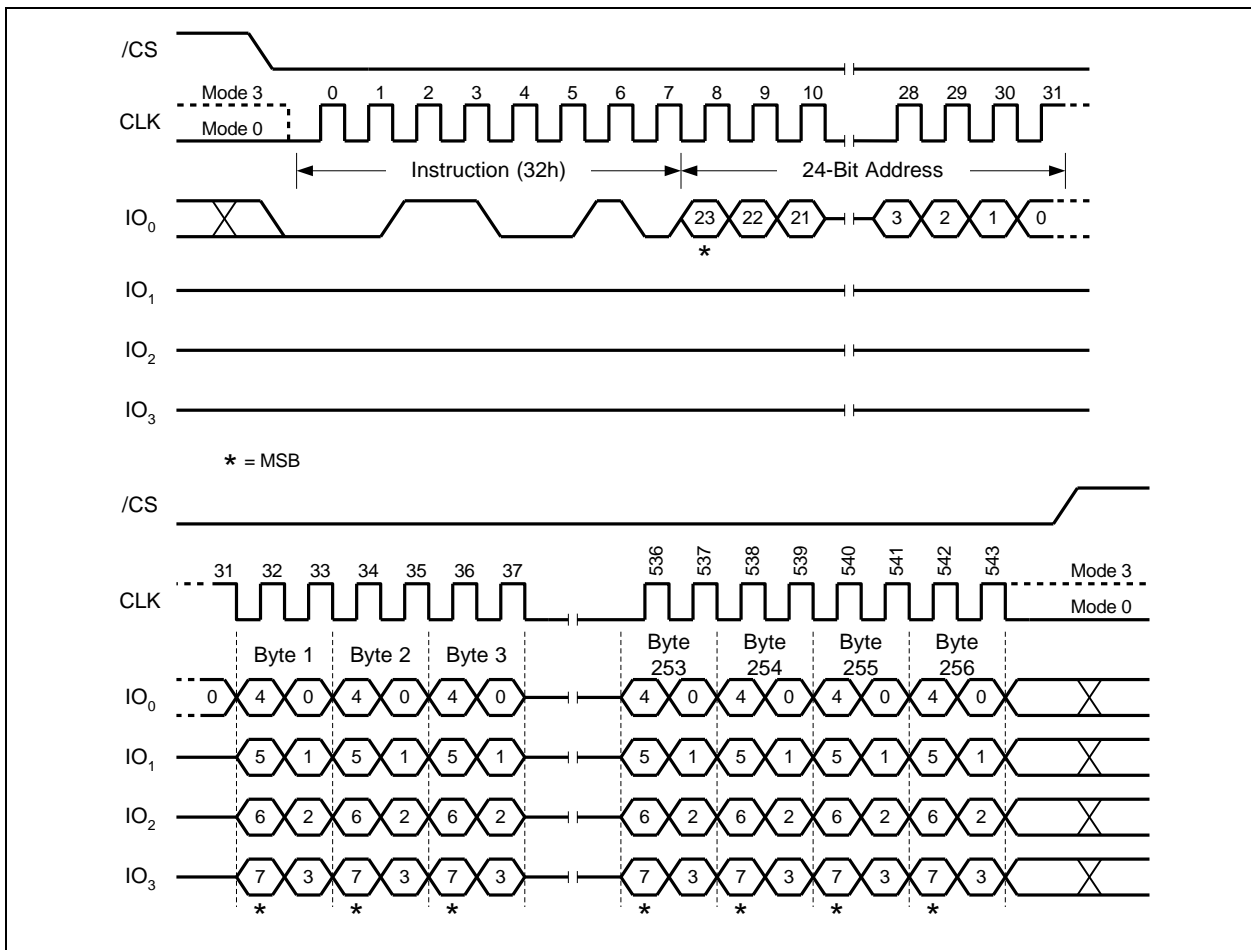 /CS
Mode 3
0 1 2 3 4 5 6 7 8 9 10 28 29 30 31
CLK
Mode 0
Instruction (32h) 24-Bit Address
IO0
23 22 21 3 2 1 0
*
IO1
IO2
IO3
* = MSB
/CS
31 32 33 34 35 36 37 536 537 538 539 540 541 542 543
Mode 3
CLK
Mode 0
Byte 1 Byte 2 Byte 3 Byte 253 Byte 254 Byte 255 Byte 256
IO0
0 4 0 4 0 4 0 4 0 4 0 4 0 4 0
IO1
5 1 5 1 5 1 5 1 5 1 5 1 5 1
IO2
6 2 6 2 6 2 6 2 6 2 6 2 6 2
IO3
7 3 7 3 7 3 7 3 7 3 7 3 7 3
* * * * * * *